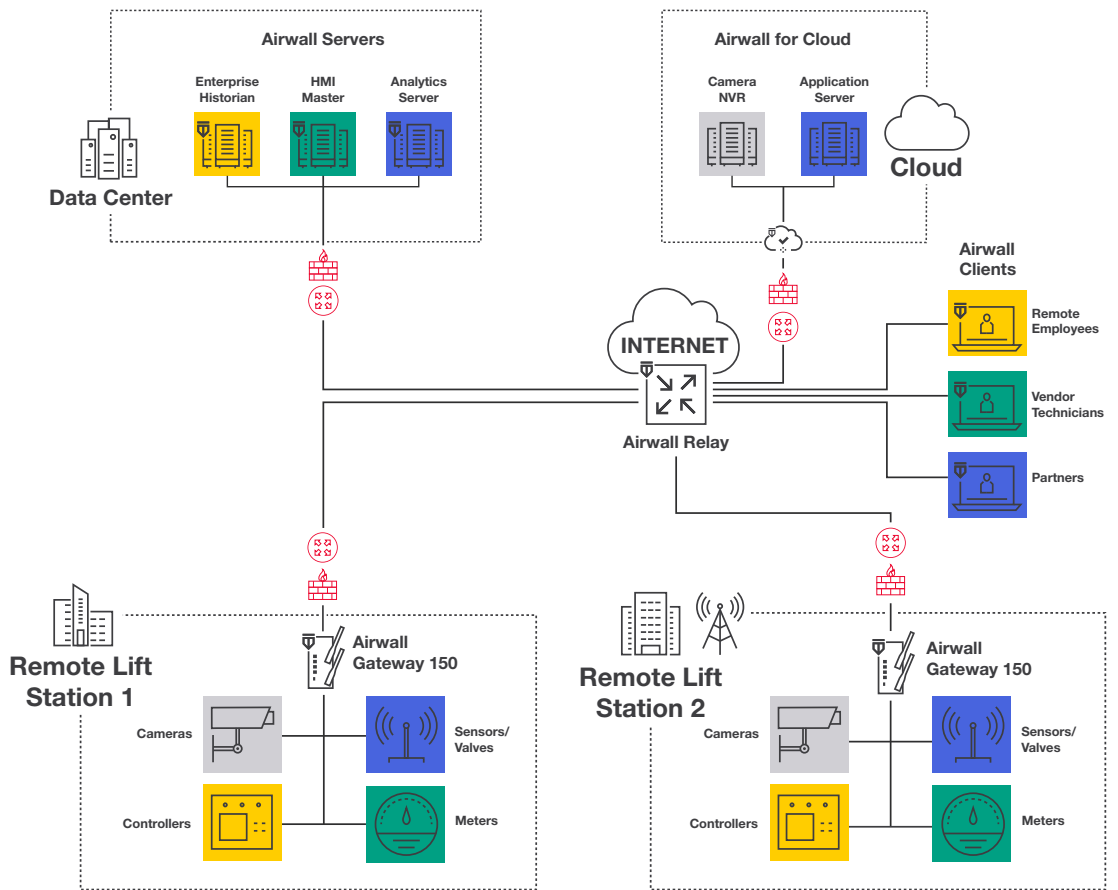 Airwall Servers
Enterprise
Historian
HMI
Master
Analytics
Server
Data Center
Airwall for Cloud
Camera
NVR
Application
Server
Cloud
Airwall
Clients
Remote
Employees
Vendor
Technicians
Partners
INTERNET
Airwall Relay
Remote Lift
Station 1
Airwall
Gateway 150
Cameras
Sensors/
Valves
Controllers
Meters
Remote Lift
Station 2
Airwall
Gateway 150
Cameras
Sensors/
Valves
Controllers
Meters